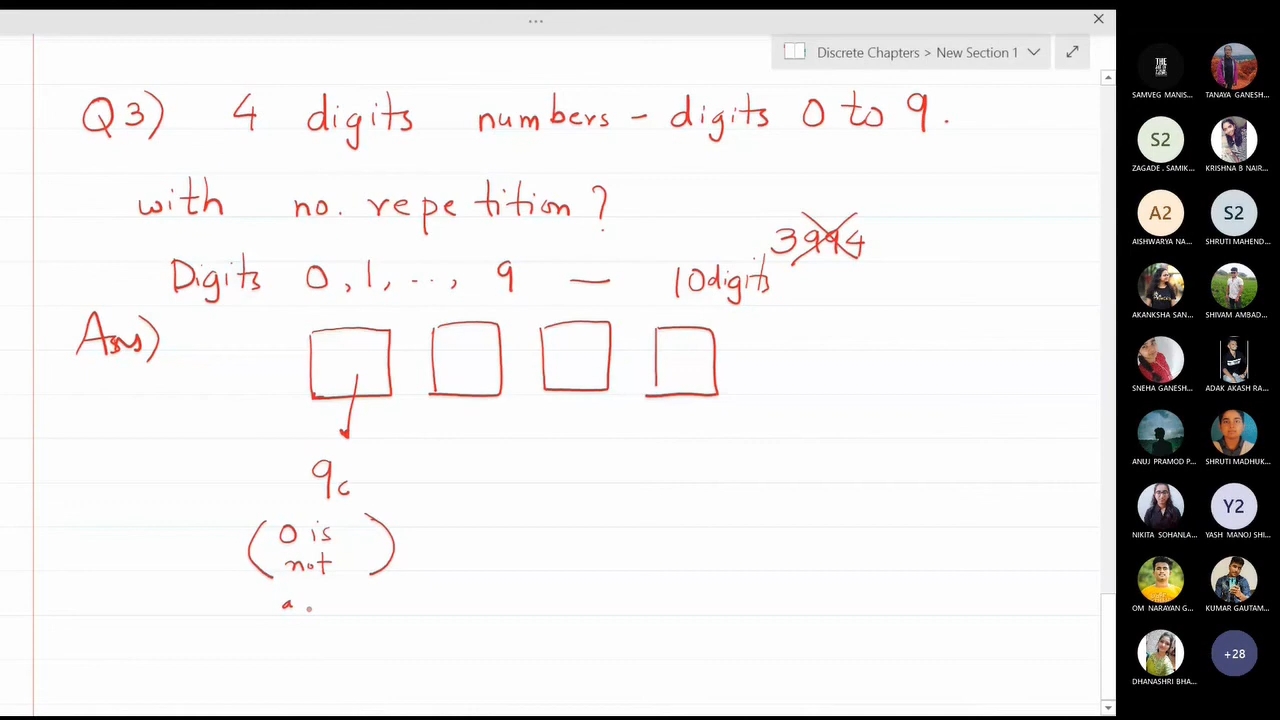 Discrete Chapters > New Section 1
Q3) 4 digits numbers - digits 0 to 9.
with no. repetition?
3994
Digits 0, 1, ..., 9 — 10 digits
Ans)
9c
(0 is
not)
a
THE
SAMVEG MANIS...
TANAYA GANESH...
S2
ZAGADE . SAMIK...
KRISHNA B NAIR...
A2
AISHWARYA NA...
S2
SHRUTI MAHEND...
AKANKSHA SAN...
SHIVAM AMBAD...
SNEHA GANESH...
ADAK AKASH RA...
ANUJ PRAMOD P...
SHRUTI MADHUK...
NIKITA SOHANLA...
Y2
YASH MANOJ SHI...
OM NARAYAN G...
KUMAR GAUTAM...
DHANASHRI BHA...
+28